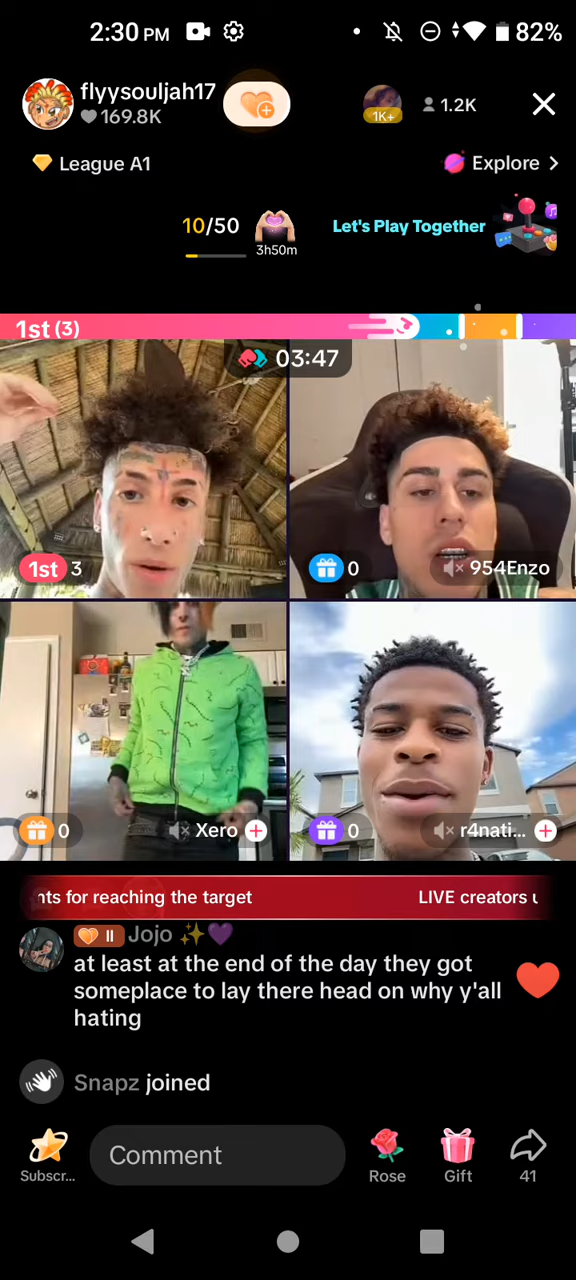 2:30 PM
82%
flyysouljah17
169.8K
1K+
1.2K
League A1
Explore >
10/50
3h50m
Let's Play Together
1st (3)
03:47
1st 3
0
954Enzo
0
Xero
0
r4nati...
nts for reaching the target
LIVE creators u
II Jojo
at least at the end of the day they got
someplace to lay there head on why y'all
hating
Snapz joined
Subscr...
Comment
Rose
Gift
41